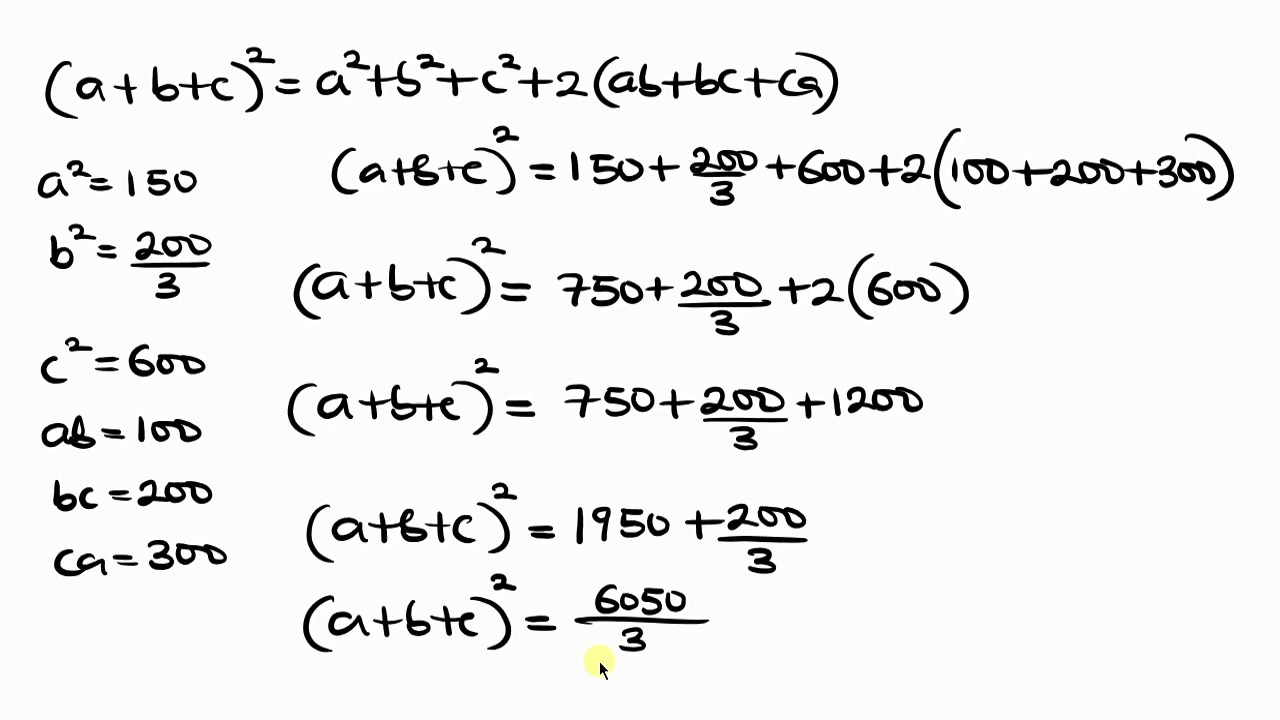 (a+b+c)²=a²+b²+c²+2(ab+bc+ca)
a²=150
(a+b+c)²=150+200/3+600+2(100+200+300)
b²=200/3
(a+b+c)²=750+200/3+2(600)
c²=600
(a+b+c)²=750+200/3+1200
ab=100
bc=200
(a+b+c)²=1950+200/3
ca=300
(a+b+c)²=6050/3